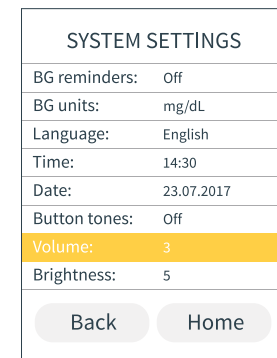 SYSTEM SETTINGS
BG reminders: Off
BG units: mg/dL
Language: English
Time: 14:30
Date: 23.07.2017
Button tones: Off
Volume: 3
Brightness: 5
Back Home